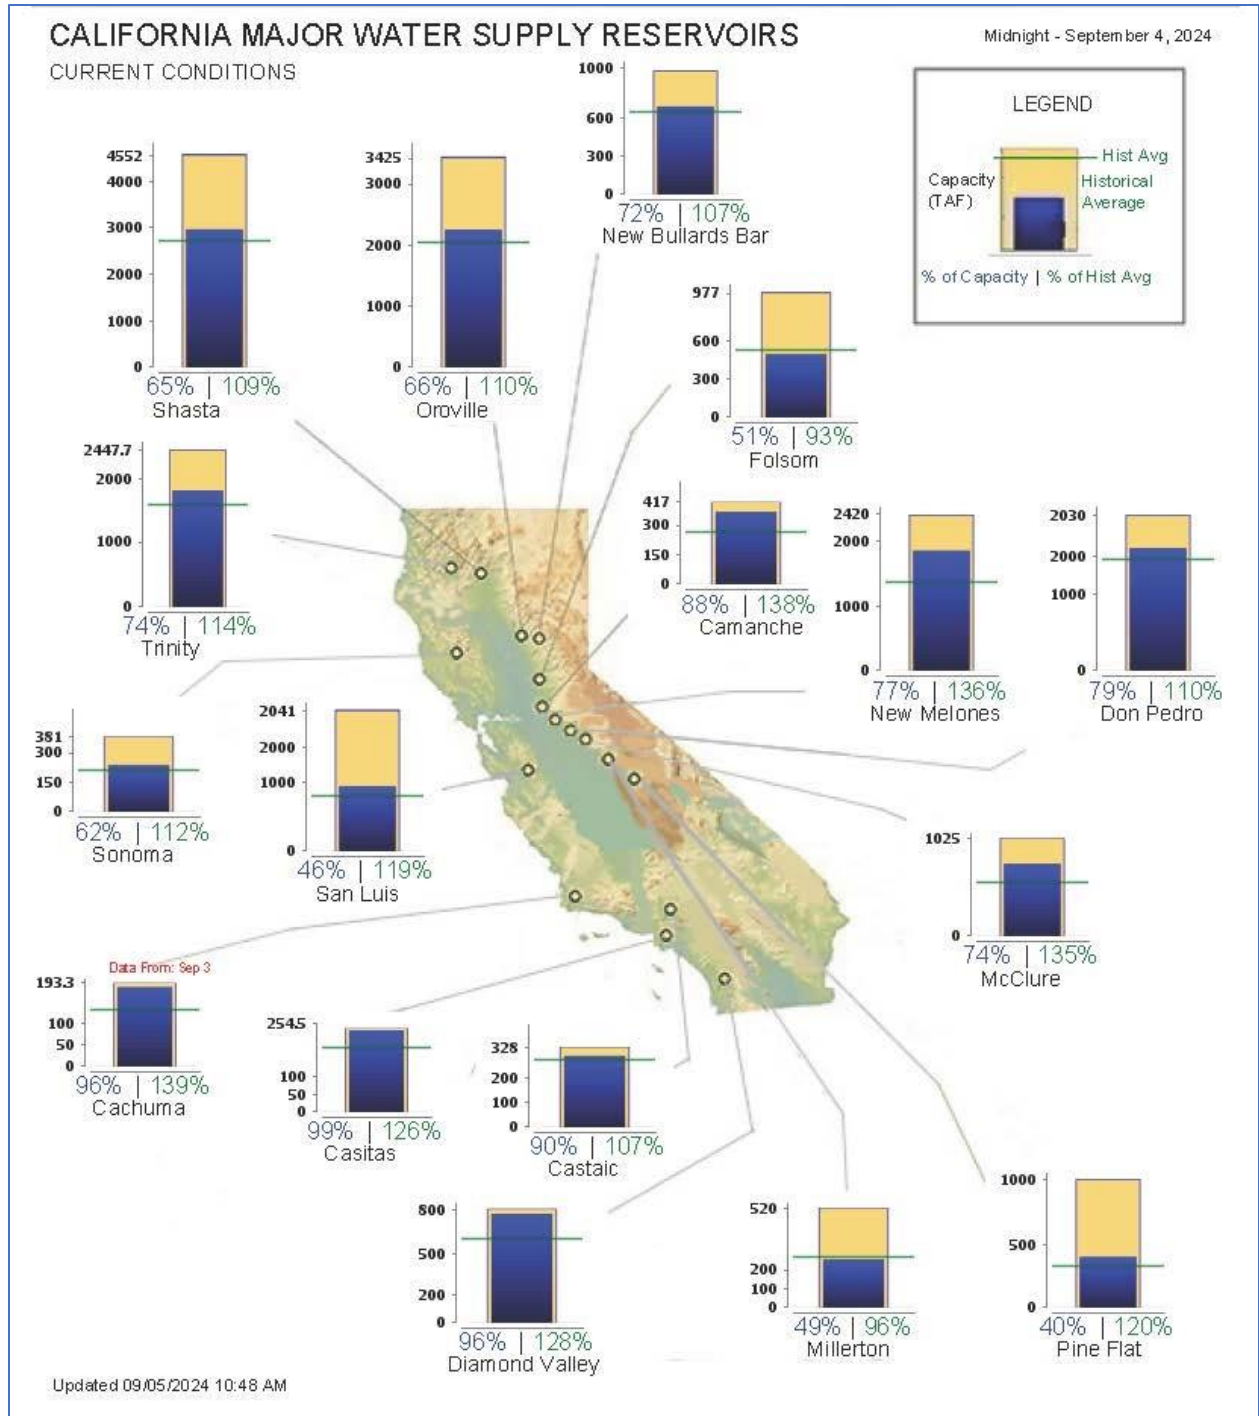 CALIFORNIA MAJOR WATER SUPPLY RESERVOIRS
Midnight - September 4, 2024
CURRENT CONDITIONS
LEGEND
Capacity
(TAF)
Hist Avg
Historical
Average
% of Capacity | % of Hist Avg
1000
600
300
0
72% | 107%
New Bullards Bar
4552
4000
3000
2000
1000
0
65% | 109%
Shasta
3425
3000
2000
1000
0
66% | 110%
Oroville
977
600
300
0
51% | 93%
Folsom
2447.7
2000
1000
0
74% | 114%
Trinity
417
300
150
0
88% | 138%
Camanche
2420
2000
1000
0
77% | 136%
New Melones
2030
2000
1000
0
79% | 110%
Don Pedro
381
300
150
0
62% | 112%
Sonoma
2041
2000
1000
0
46% | 119%
San Luis
1025
0
74% | 135%
McClure
Data From: Sep 3
193.3
100
50
0
96% | 139%
Cachuma
254.5
100
50
0
99% | 126%
Casitas
328
200
100
0
90% | 107%
Castaic
800
500
200
0
96% | 128%
Diamond Valley
520
200
100
0
49% | 96%
Millerton
1000
500
0
40% | 120%
Pine Flat
Updated 09/05/2024 10:48 AM